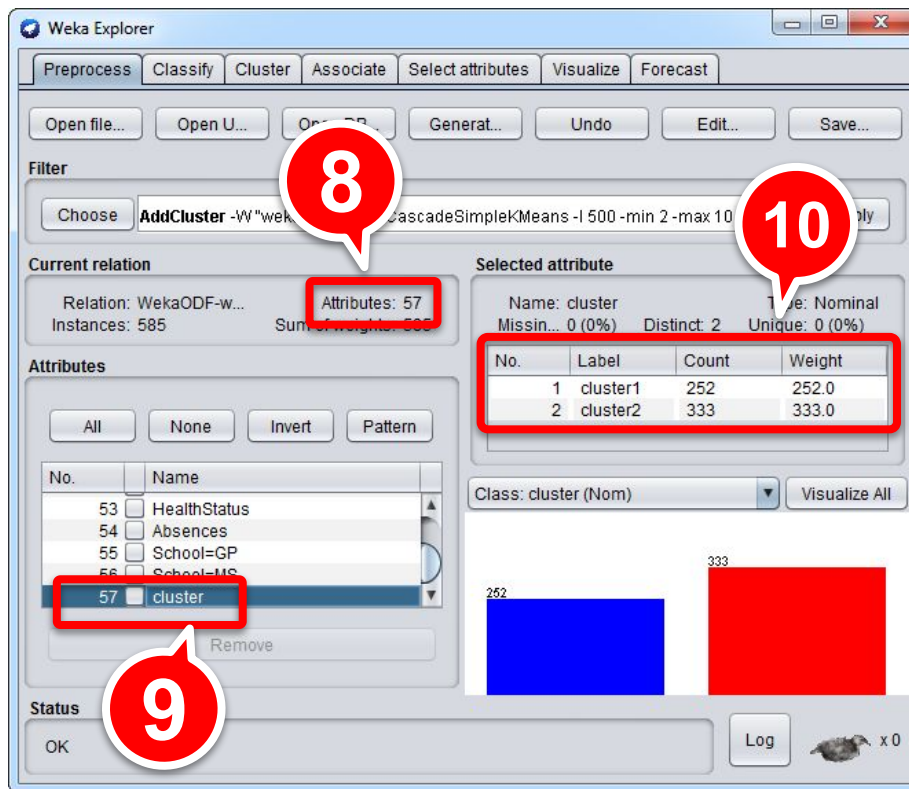 Weka Explorer
Preprocess Classify Cluster Associate Select attributes Visualize Forecast
Open file... Open U... Generat... Undo Edit... Save...
Filter
8
Choose AddCluster -W "wek CascadeSimpleKMeans -I 500 -min 2 -max 10 ply
10
Current relation
Relation: WekaODF-w... Attributes: 57
Instances: 585
Selected attribute
Name: cluster Nominal
Missin... 0 (0%) Distinct: 2 Unique: 0 (0%)
No. Label Count Weight
1 cluster1 252 252.0
2 cluster2 333 333.0
Attributes
All None Invert Pattern
No. Name
53 HealthStatus
54 Absences
55 School=GP
56 School=MS
57 cluster
Remove
9
Class: cluster (Nom) Visualize All
252
333
Status
OK
Log x 0